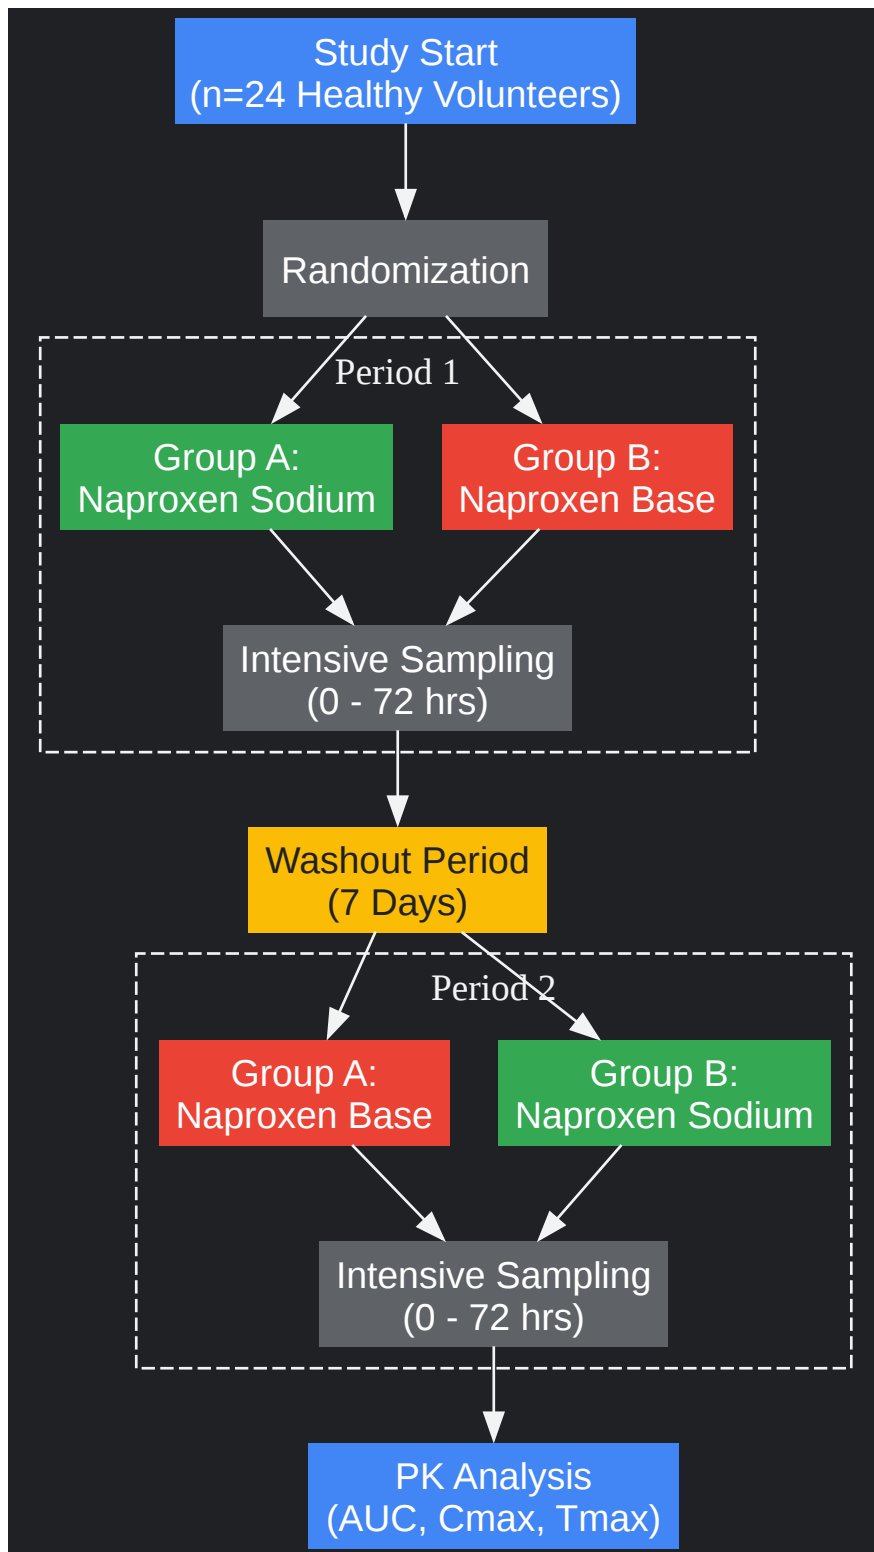 Study Start
(n=24 Healthy Volunteers)
Randomization
Period 1
Group A:
Naproxen Sodium
Group B:
Naproxen Base
Intensive Sampling
(0 - 72 hrs)
Washout Period
(7 Days)
Period 2
Group A:
Naproxen Base
Group B:
Naproxen Sodium
Intensive Sampling
(0 - 72 hrs)
PK Analysis
(AUC, Cmax, Tmax)